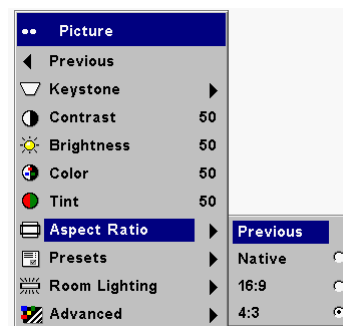 Picture
Previous
Keystone
Contrast 50
Brightness 50
Color 50
Tint 50
Aspect Ratio
Presets
Room Lighting
Advanced
Previous
Native
16:9
4:3